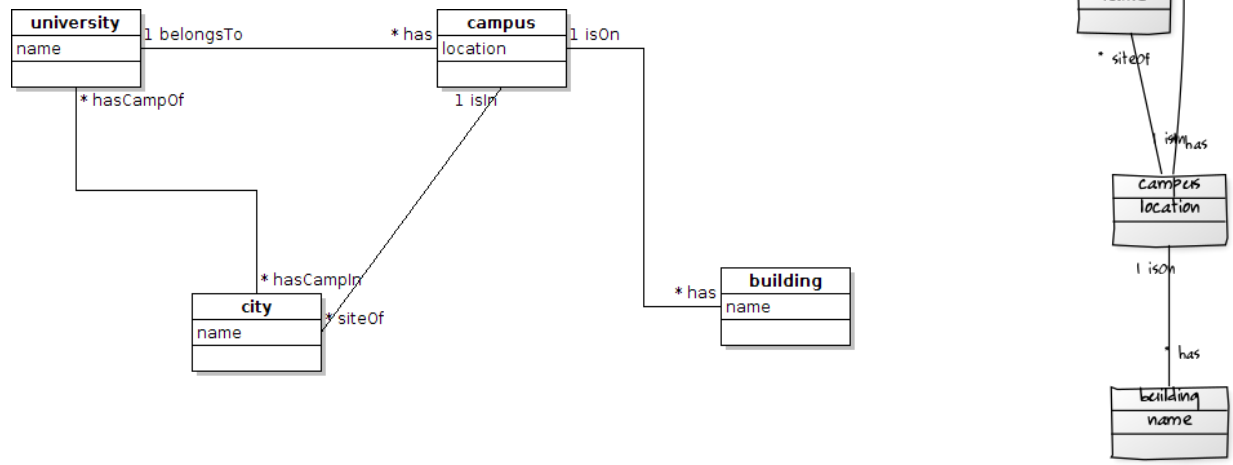 university
name
1 belongsTo
* has
campus
location
1 isOn
* hasCampOf
1 isIn
* hasCampIn
city
name
* siteOf
* has
building
name
* siteOf
1 isIn
has
campus
location
1 isOn
* has
building
name